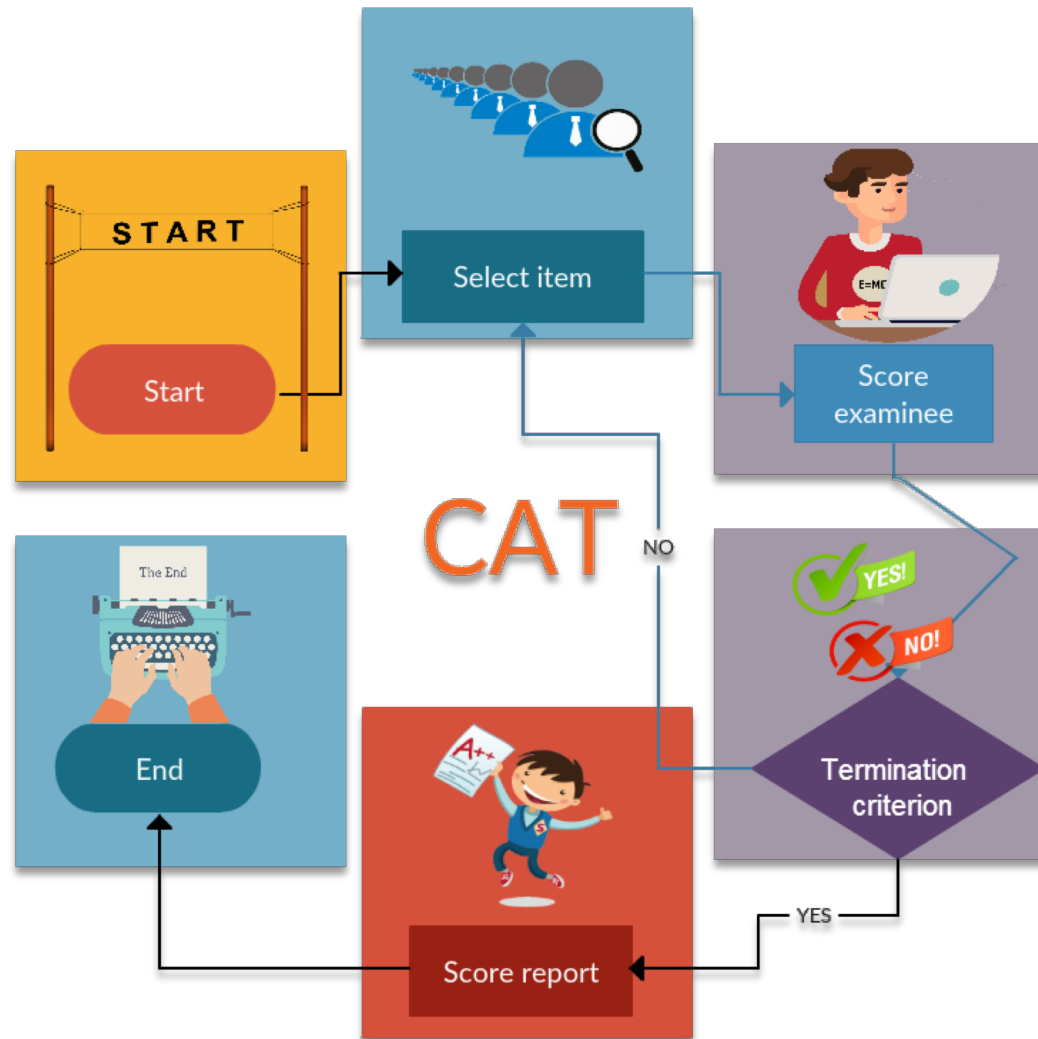 START
Start
Select item
E=MC
Score
examinee
CAT
NO
YES!
NO!
Termination
criterion
YES
A++
S
Score report
The End
End